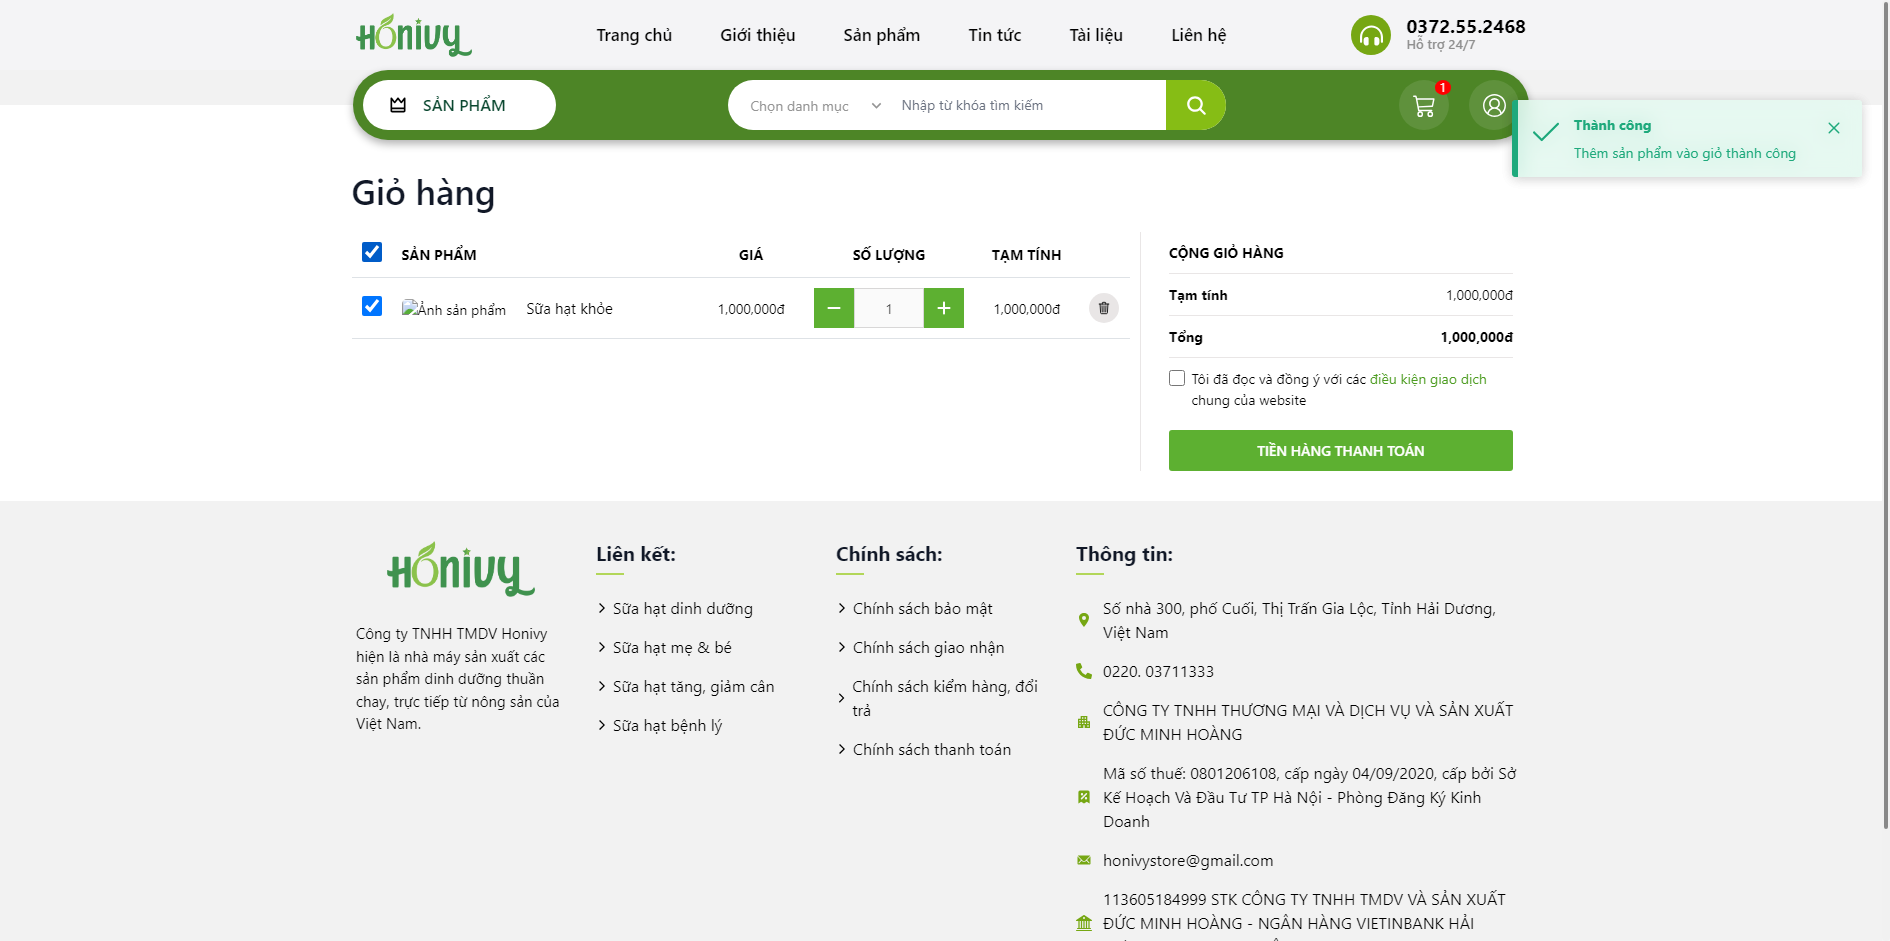 Honivy
Trang chủ
Giới thiệu
Sản phẩm
Tin tức
Tài liệu
Liên hệ
0372.55.2468
Hỗ trợ 24/7
SẢN PHẨM
Chọn danh mục
Nhập từ khóa tìm kiếm
1
Thành công
Thêm sản phẩm vào giỏ thành công
Giỏ hàng
SẢN PHẨM
GIÁ
SỐ LƯỢNG
TẠM TÍNH
Ảnh sản phẩm
Sữa hạt khỏe
1,000,000đ
1
1,000,000đ
CỘNG GIỎ HÀNG
Tạm tính
1,000,000đ
Tổng
1,000,000đ
Tôi đã đọc và đồng ý với các điều kiện giao dịch
chung của website
TIẾN HÀNG THANH TOÁN
Honivy
Công ty TNHH TMDV Honivy
hiện là nhà máy sản xuất các
sản phẩm dinh dưỡng thuần
chay, trực tiếp từ nông sản của
Việt Nam.
Liên kết:
Sữa hạt dinh dưỡng
Sữa hạt mẹ & bé
Sữa hạt tăng, giảm cân
Sữa hạt bệnh lý
Chính sách:
Chính sách bảo mật
Chính sách giao nhận
Chính sách kiểm hàng, đổi
trả
Chính sách thanh toán
Thông tin:
Số nhà 300, phố Cuối, Thị Trấn Gia Lộc, Tỉnh Hải Dương,
Việt Nam
0220. 03711333
CÔNG TY TNHH THƯƠNG MẠI VÀ DỊCH VỤ VÀ SẢN XUẤT
ĐỨC MINH HOÀNG
Mã số thuế: 0801206108, cấp ngày 04/09/2020, cấp bởi Sở
Kế Hoạch Và Đầu Tư TP Hà Nội - Phòng Đăng Ký Kinh
Doanh
honivystore@gmail.com
113605184999 STK CÔNG TY TNHH TMDV VÀ SẢN XUẤT
ĐỨC MINH HOÀNG - NGÂN HÀNG VIETINBANK HẢI